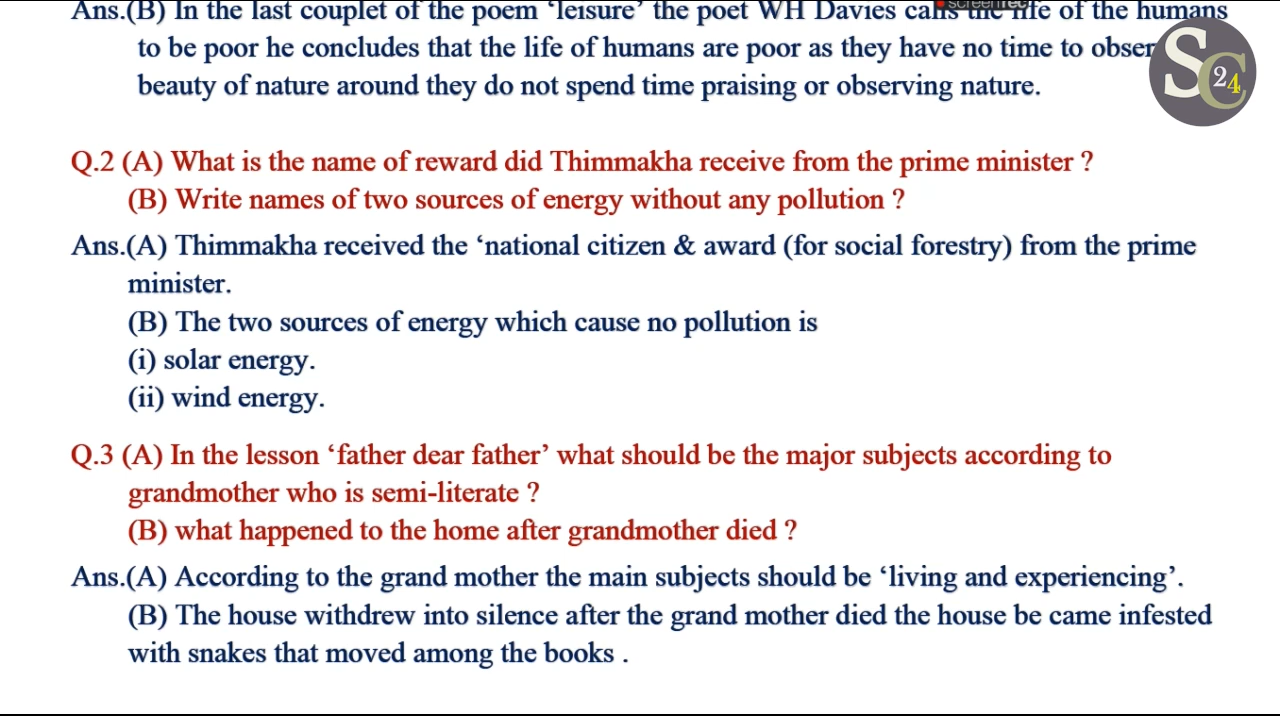 Ans.(B) In the last couplet of the poem ‘leisure’ the poet WH Davies calls the life of the humans
to be poor he concludes that the life of humans are poor as they have no time to
beauty of nature around they do not spend time praising or observing nature.
SC 24
Q.2 (A) What is the name of reward did Thimmakha receive from the prime minister ?
(B) Write names of two sources of energy without any pollution ?
Ans.(A) Thimmakha received the ‘national citizen & award (for social forestry) from the prime
minister.
(B) The two sources of energy which cause no pollution is
(i) solar energy.
(ii) wind energy.
Q.3 (A) In the lesson ‘father dear father’ what should be the major subjects according to
grandmother who is semi-literate ?
(B) what happened to the home after grandmother died ?
Ans.(A) According to the grand mother the main subjects should be ‘living and experiencing’.
(B) The house withdrew into silence after the grand mother died the house be came infested
with snakes that moved among the books .